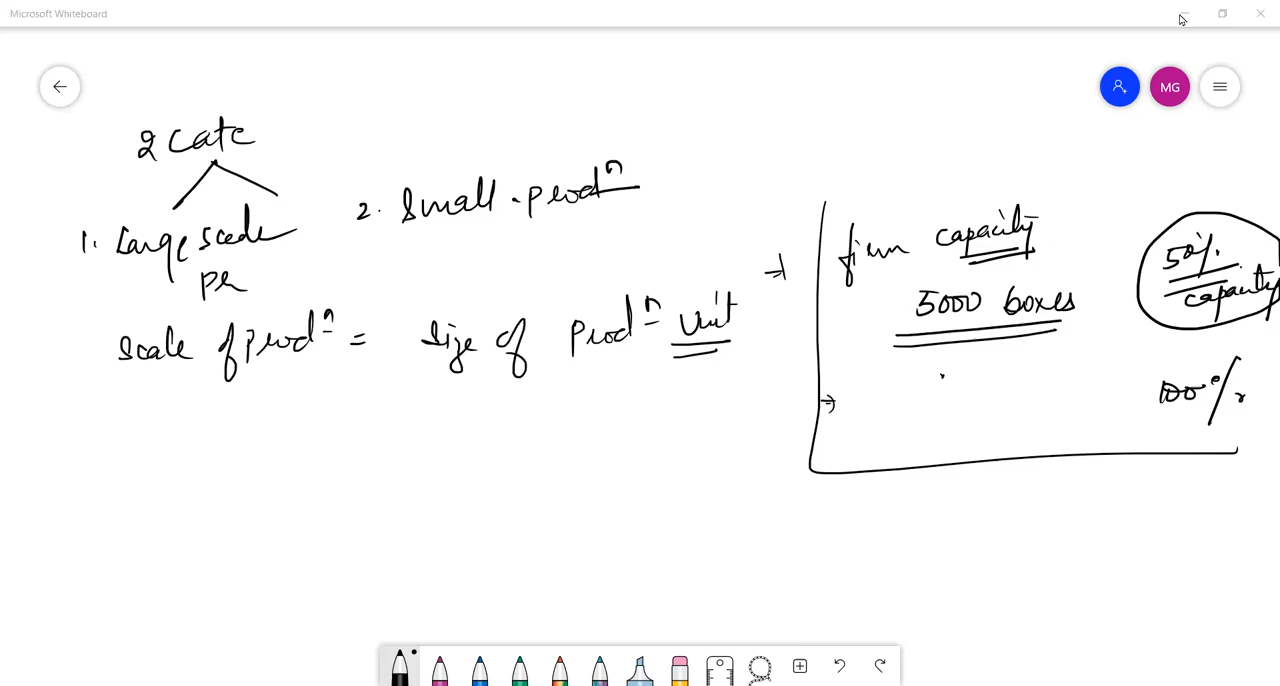 Microsoft Whiteboard
MG
2 Cate
1. Large Scale
pr
2. Small prodⁿ
Scale of prodⁿ = Size of prodⁿ Unit
firm capacity
5000 boxes
50%
capacity
100%